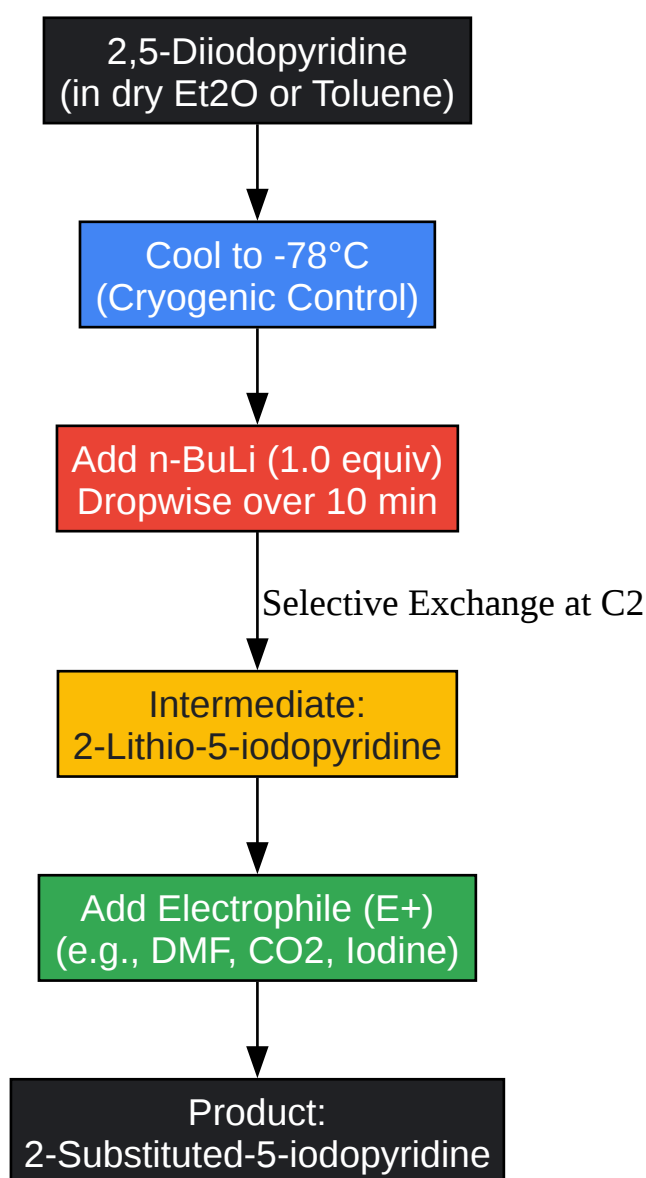 2,5-Diiodopyridine
(in dry Et2O or Toluene)
Cool to -78°C
(Cryogenic Control)
Add n-BuLi (1.0 equiv)
Dropwise over 10 min
Selective Exchange at C2
Intermediate:
2-Lithio-5-iodopyridine
Add Electrophile (E+)
(e.g., DMF, CO2, Iodine)
Product:
2-Substituted-5-iodopyridine